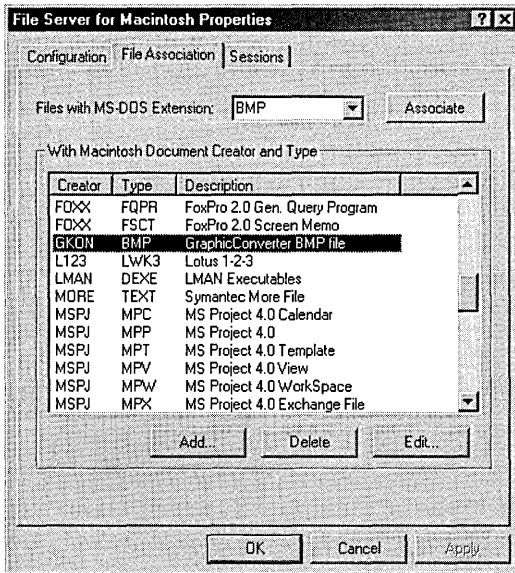 File Server for Macintosh Properties
Configuration File Association Sessions
Files with MS-DOS Extension: BMP Associate
With Macintosh Document Creator and Type
Creator Type Description
FOXX FQPR FoxPro 2.0 Gen. Query Program
FOXX FSCT FoxPro 2.0 Screen Memo
GKON BMP GraphicConverter BMP file
L123 LWK3 Lotus 1-2-3
LMAN DEXE LMAN Executables
MORE TEXT Symantec More File
MSPJ MPC MS Project 4.0 Calendar
MSPJ MPP MS Project 4.0
MSPJ MPT MS Project 4.0 Template
MSPJ MPV MS Project 4.0 View
MSPJ MPW MS Project 4.0 WorkSpace
MSPJ MPX MS Project 4.0 Exchange File
Add... Delete Edit...
OK Cancel Apply